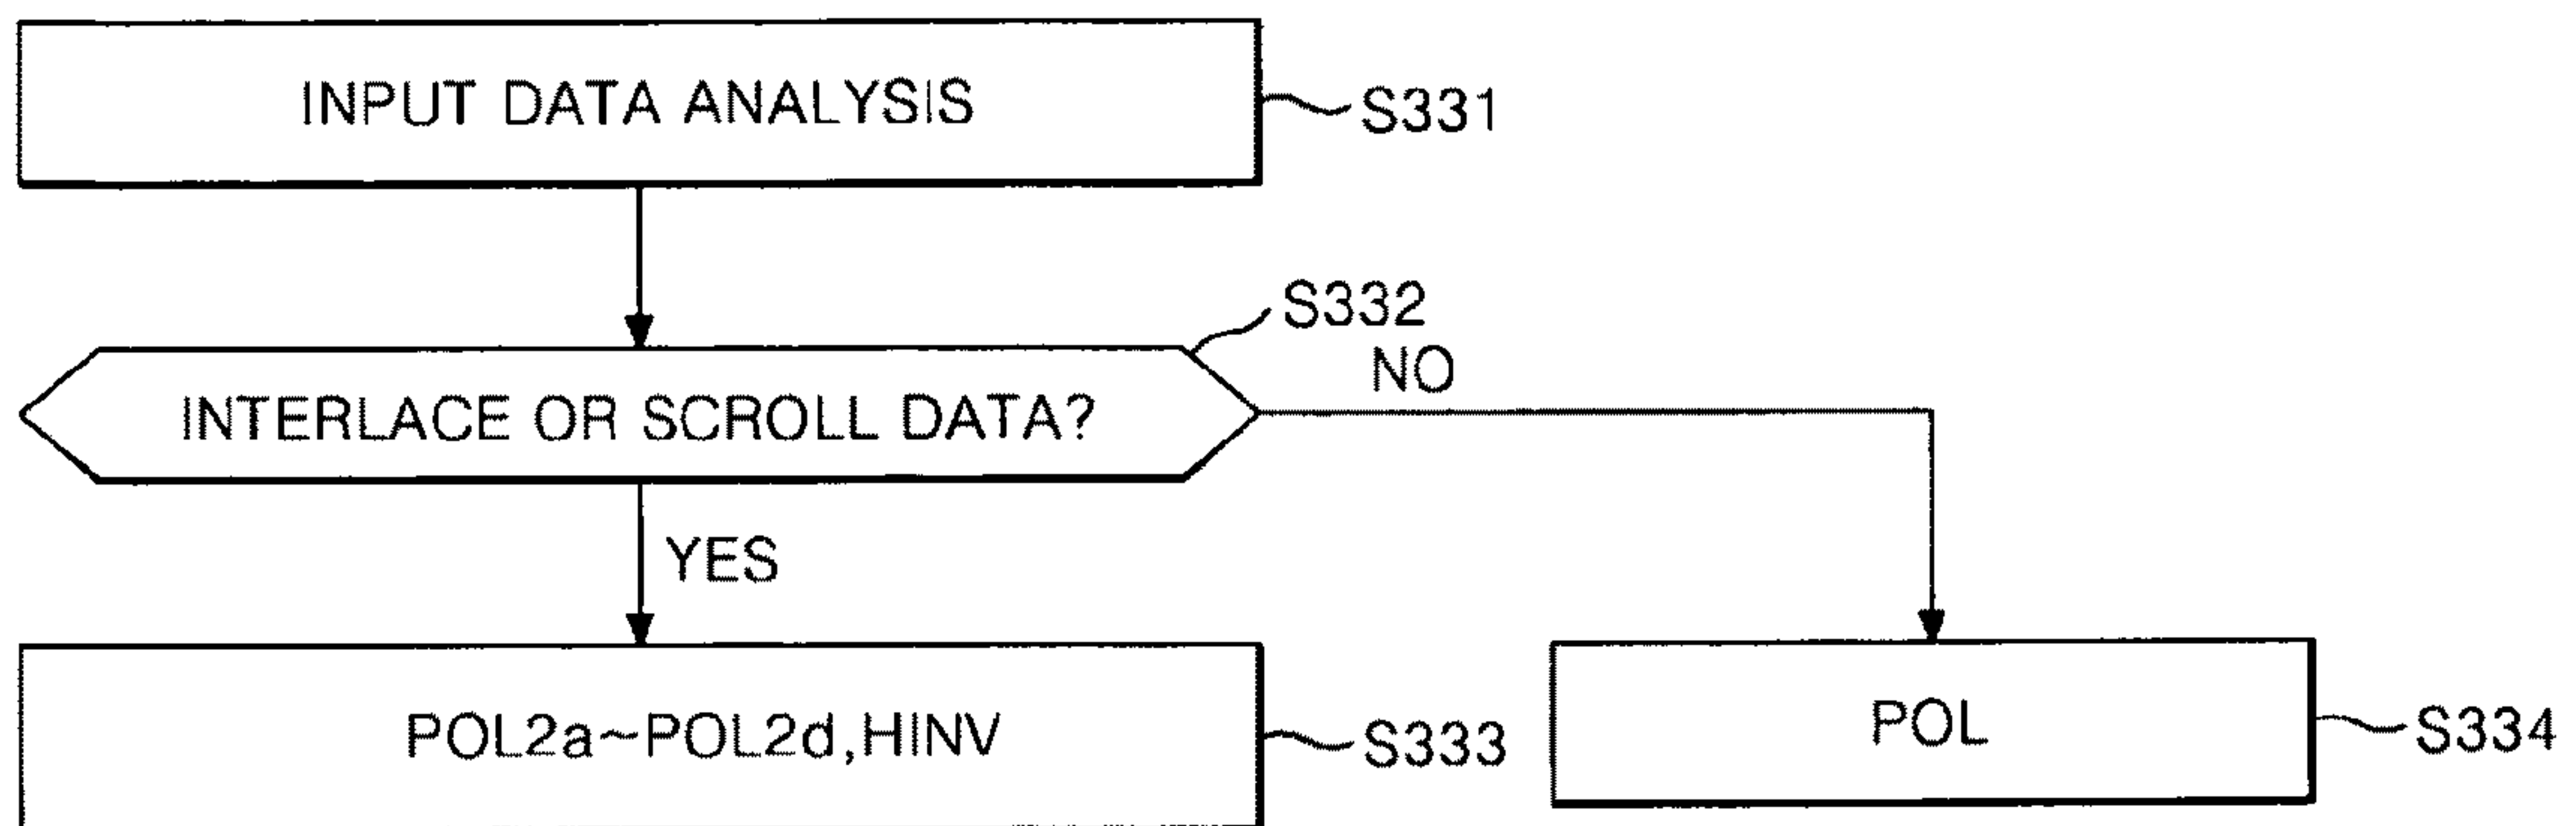 INPUT DATA ANALYSIS
S331
S332
INTERLACE OR SCROLL DATA?
NO
YES
POL2a~POL2d,HINV
S333
POL
S334